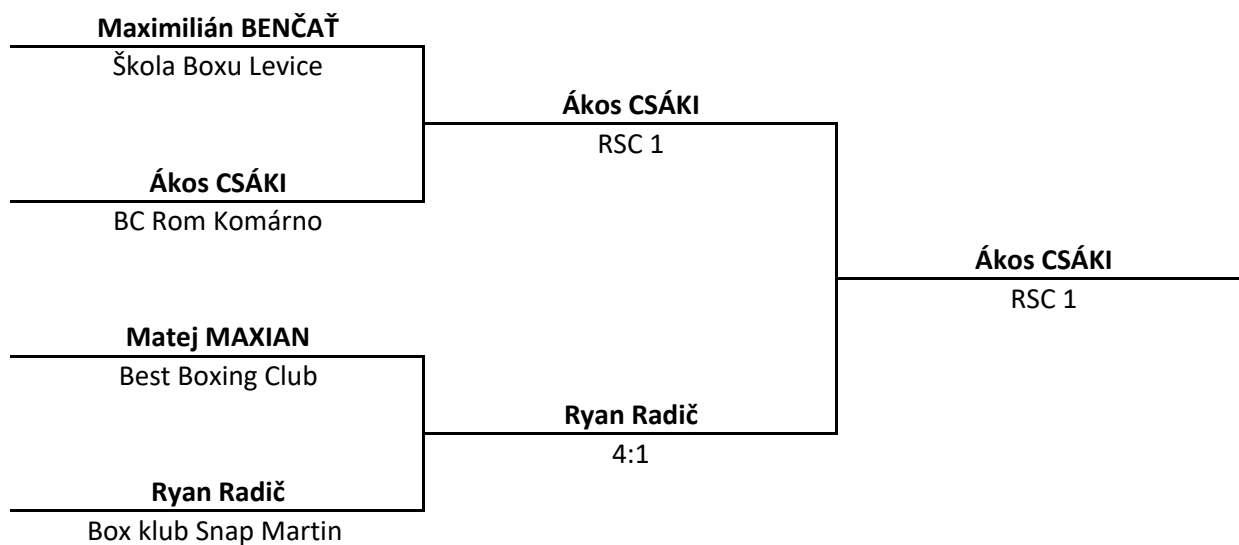 Maximilián BENČAŤ
Škola Boxu Levice
Ákos CSÁKI
RSC 1
Ákos CSÁKI
BC Rom Komárno
Ákos CSÁKI
RSC 1
Matej MAXIAN
Best Boxing Club
Ryan Radič
4:1
Ryan Radič
Box klub Snap Martin